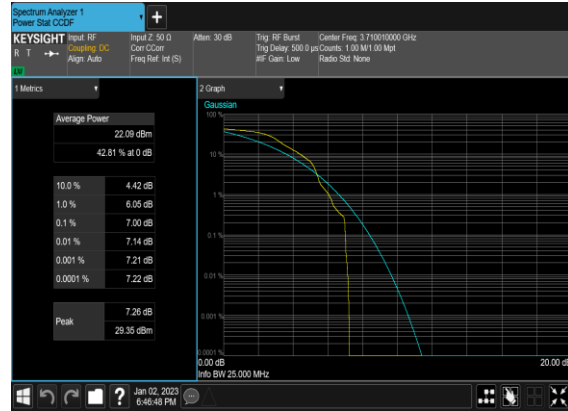 Spectrum Analyzer 1
Power Stat CCDF
KEYSIGHT
R T
LXI
Input: RF
Coupling: DC
Align: Auto
Input Z: 50 Ω
Corr CCorr
Freq Ref: Int (S)
Atten: 30 dB
Trig: RF Burst
Trig Delay: 500.0 µs
#IF Gain: Low
Center Freq: 3.710010000 GHz
Counts: 1.00 M/1.00 Mpt
Radio Std: None
1 Metrics
Average Power
22.09 dBm
42.81 % at 0 dB
10.0 % 4.42 dB
1.0 % 6.05 dB
0.1 % 7.00 dB
0.01 % 7.14 dB
0.001 % 7.21 dB
0.0001 % 7.22 dB
Peak
7.26 dB
29.35 dBm
2 Graph
Gaussian
100 %
10 %
1 %
0.1 %
0.01 %
0.001 %
0.0001 %
0.00 dB
20.00 dB
Info BW 25.000 MHz
?
Jan 02, 2023
6:46:48 PM